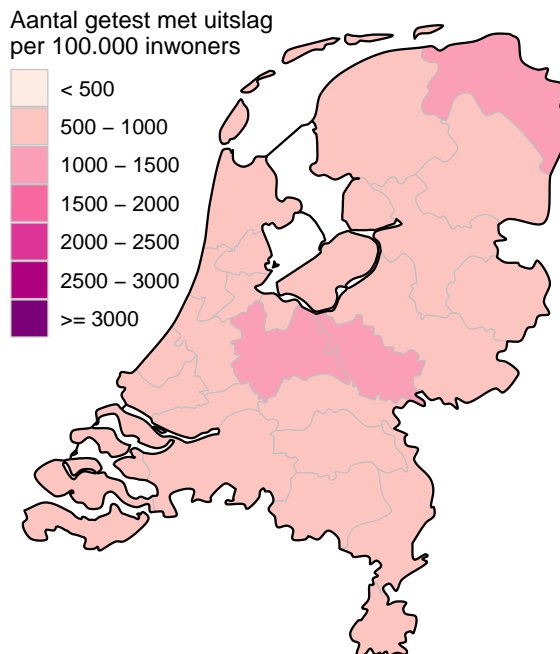 Aantal getest met uitslag
per 100.000 inwoners
< 500
500 – 1000
1000 – 1500
1500 – 2000
2000 – 2500
2500 – 3000
>= 3000